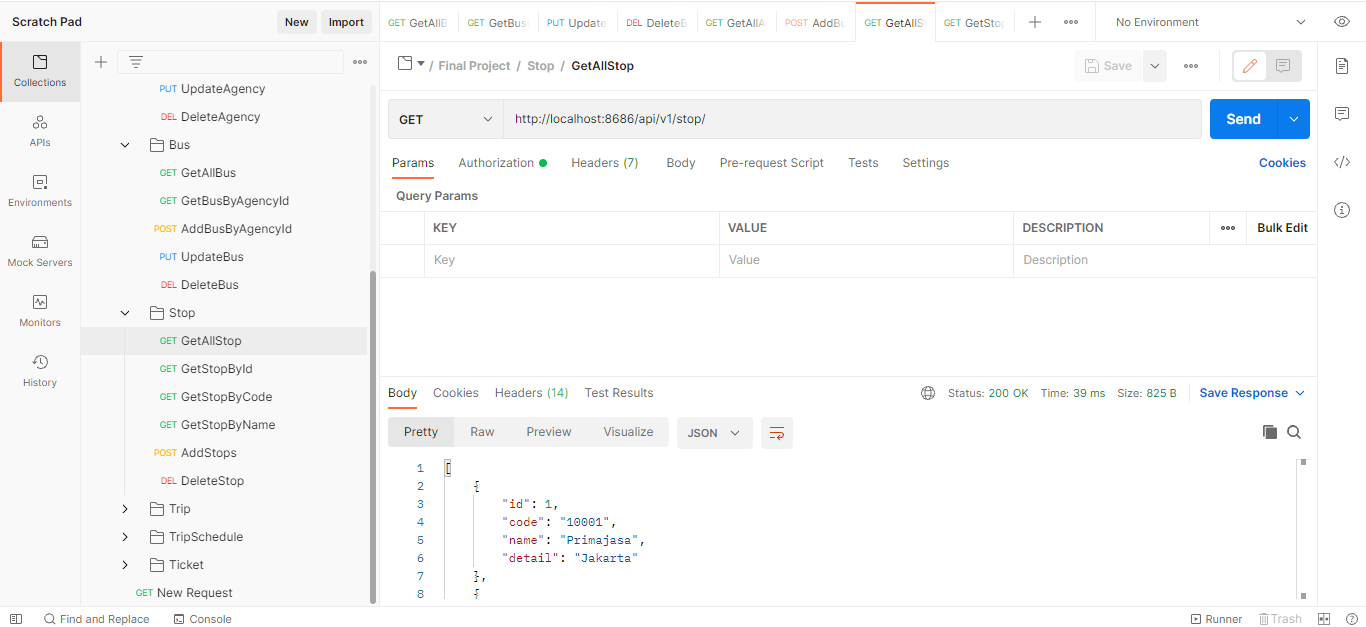 Scratch Pad
New
Import
GET GetAllB
GET GetBus
PUT Update
DEL DeleteB
GET GetAllA
POST AddBu
GET GetAllS
GET GetStop
No Environment
Collections
APIs
Environments
Mock Servers
Monitors
History
PUT UpdateAgency
DEL DeleteAgency
Bus
GET GetAllBus
GET GetBusByAgencyId
POST AddBusByAgencyId
PUT UpdateBus
DEL DeleteBus
Stop
GET GetAllStop
GET GetStopById
GET GetStopByCode
GET GetStopByName
POST AddStops
DEL DeleteStop
Trip
TripSchedule
Ticket
GET New Request
/ Final Project / Stop / GetAllStop
Save
GET
http://localhost:8686/api/v1/stop/
Send
Params
Authorization
Headers (7)
Body
Pre-request Script
Tests
Settings
Cookies
Query Params
KEY
VALUE
DESCRIPTION
Bulk Edit
Key
Value
Description
Body
Cookies
Headers (14)
Test Results
Status: 200 OK
Time: 39 ms
Size: 825 B
Save Response
Pretty
Raw
Preview
Visualize
JSON
1 [
2 {
3 "id": 1,
4 "code": "10001",
5 "name": "Primajasa",
6 "detail": "Jakarta"
7 },
8 {
Find and Replace
Console
Runner
Trash